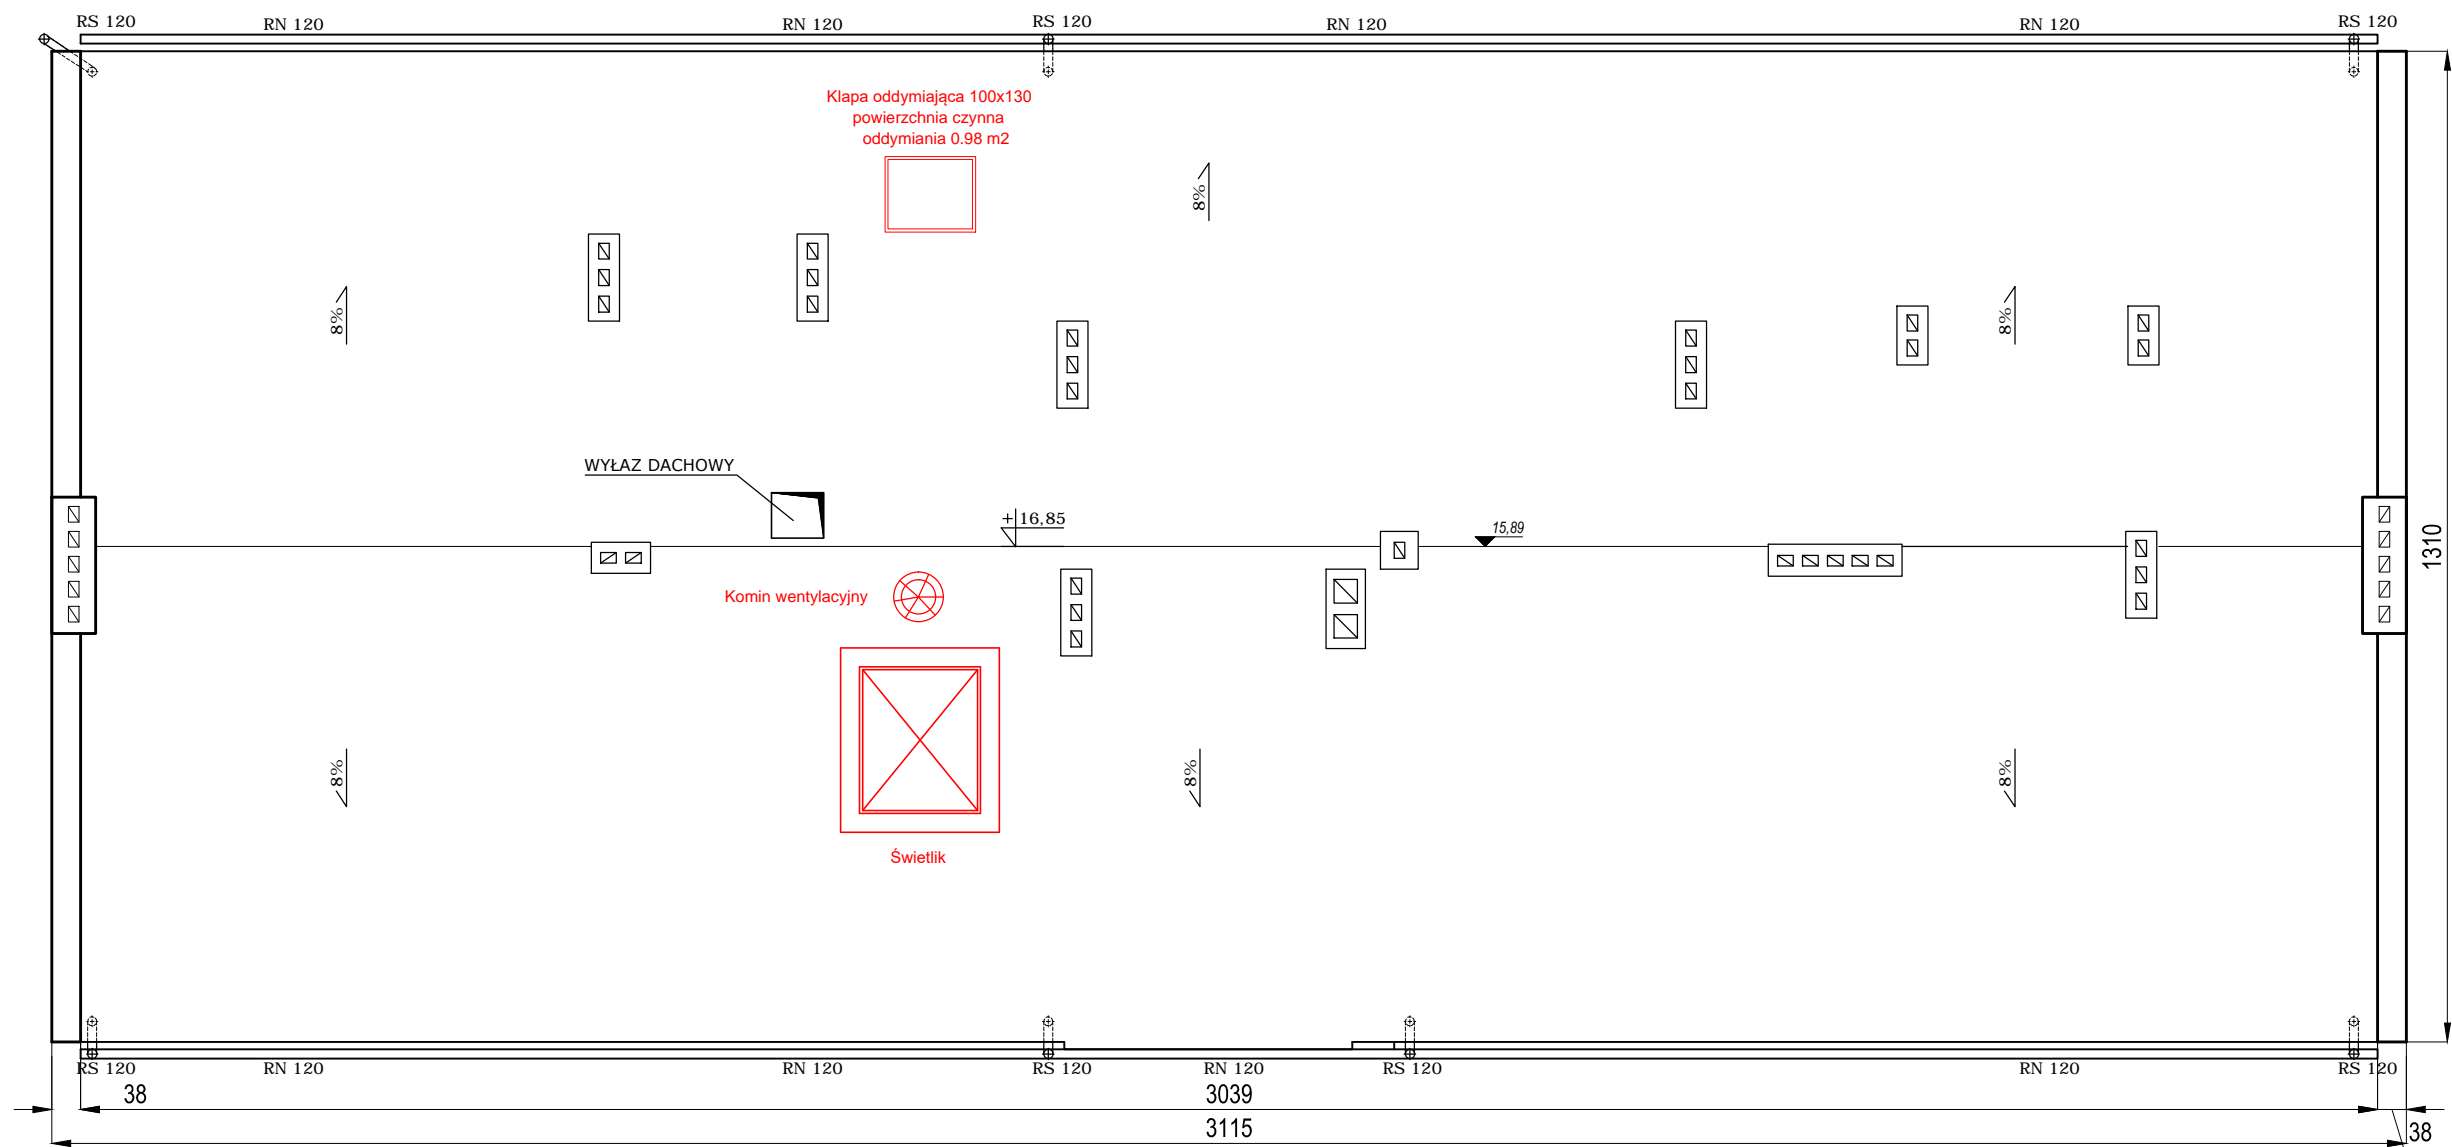 RS 120
RN 120
RN 120
RS 120
RN 120
RN 120
RS 120
Klapa oddymiająca 100x130
powierzchnia czynna
oddymiania 0.98 m2
8%
8%
8%
WYŁAZ DACHOWY
+16,85
15,89
1310
Komin wentylacyjny
8%
8%
8%
Świetlik
RS 120
RN 120
RN 120
RS 120
RN 120
RS 120
RN 120
RS 120
38
3039
3115
38